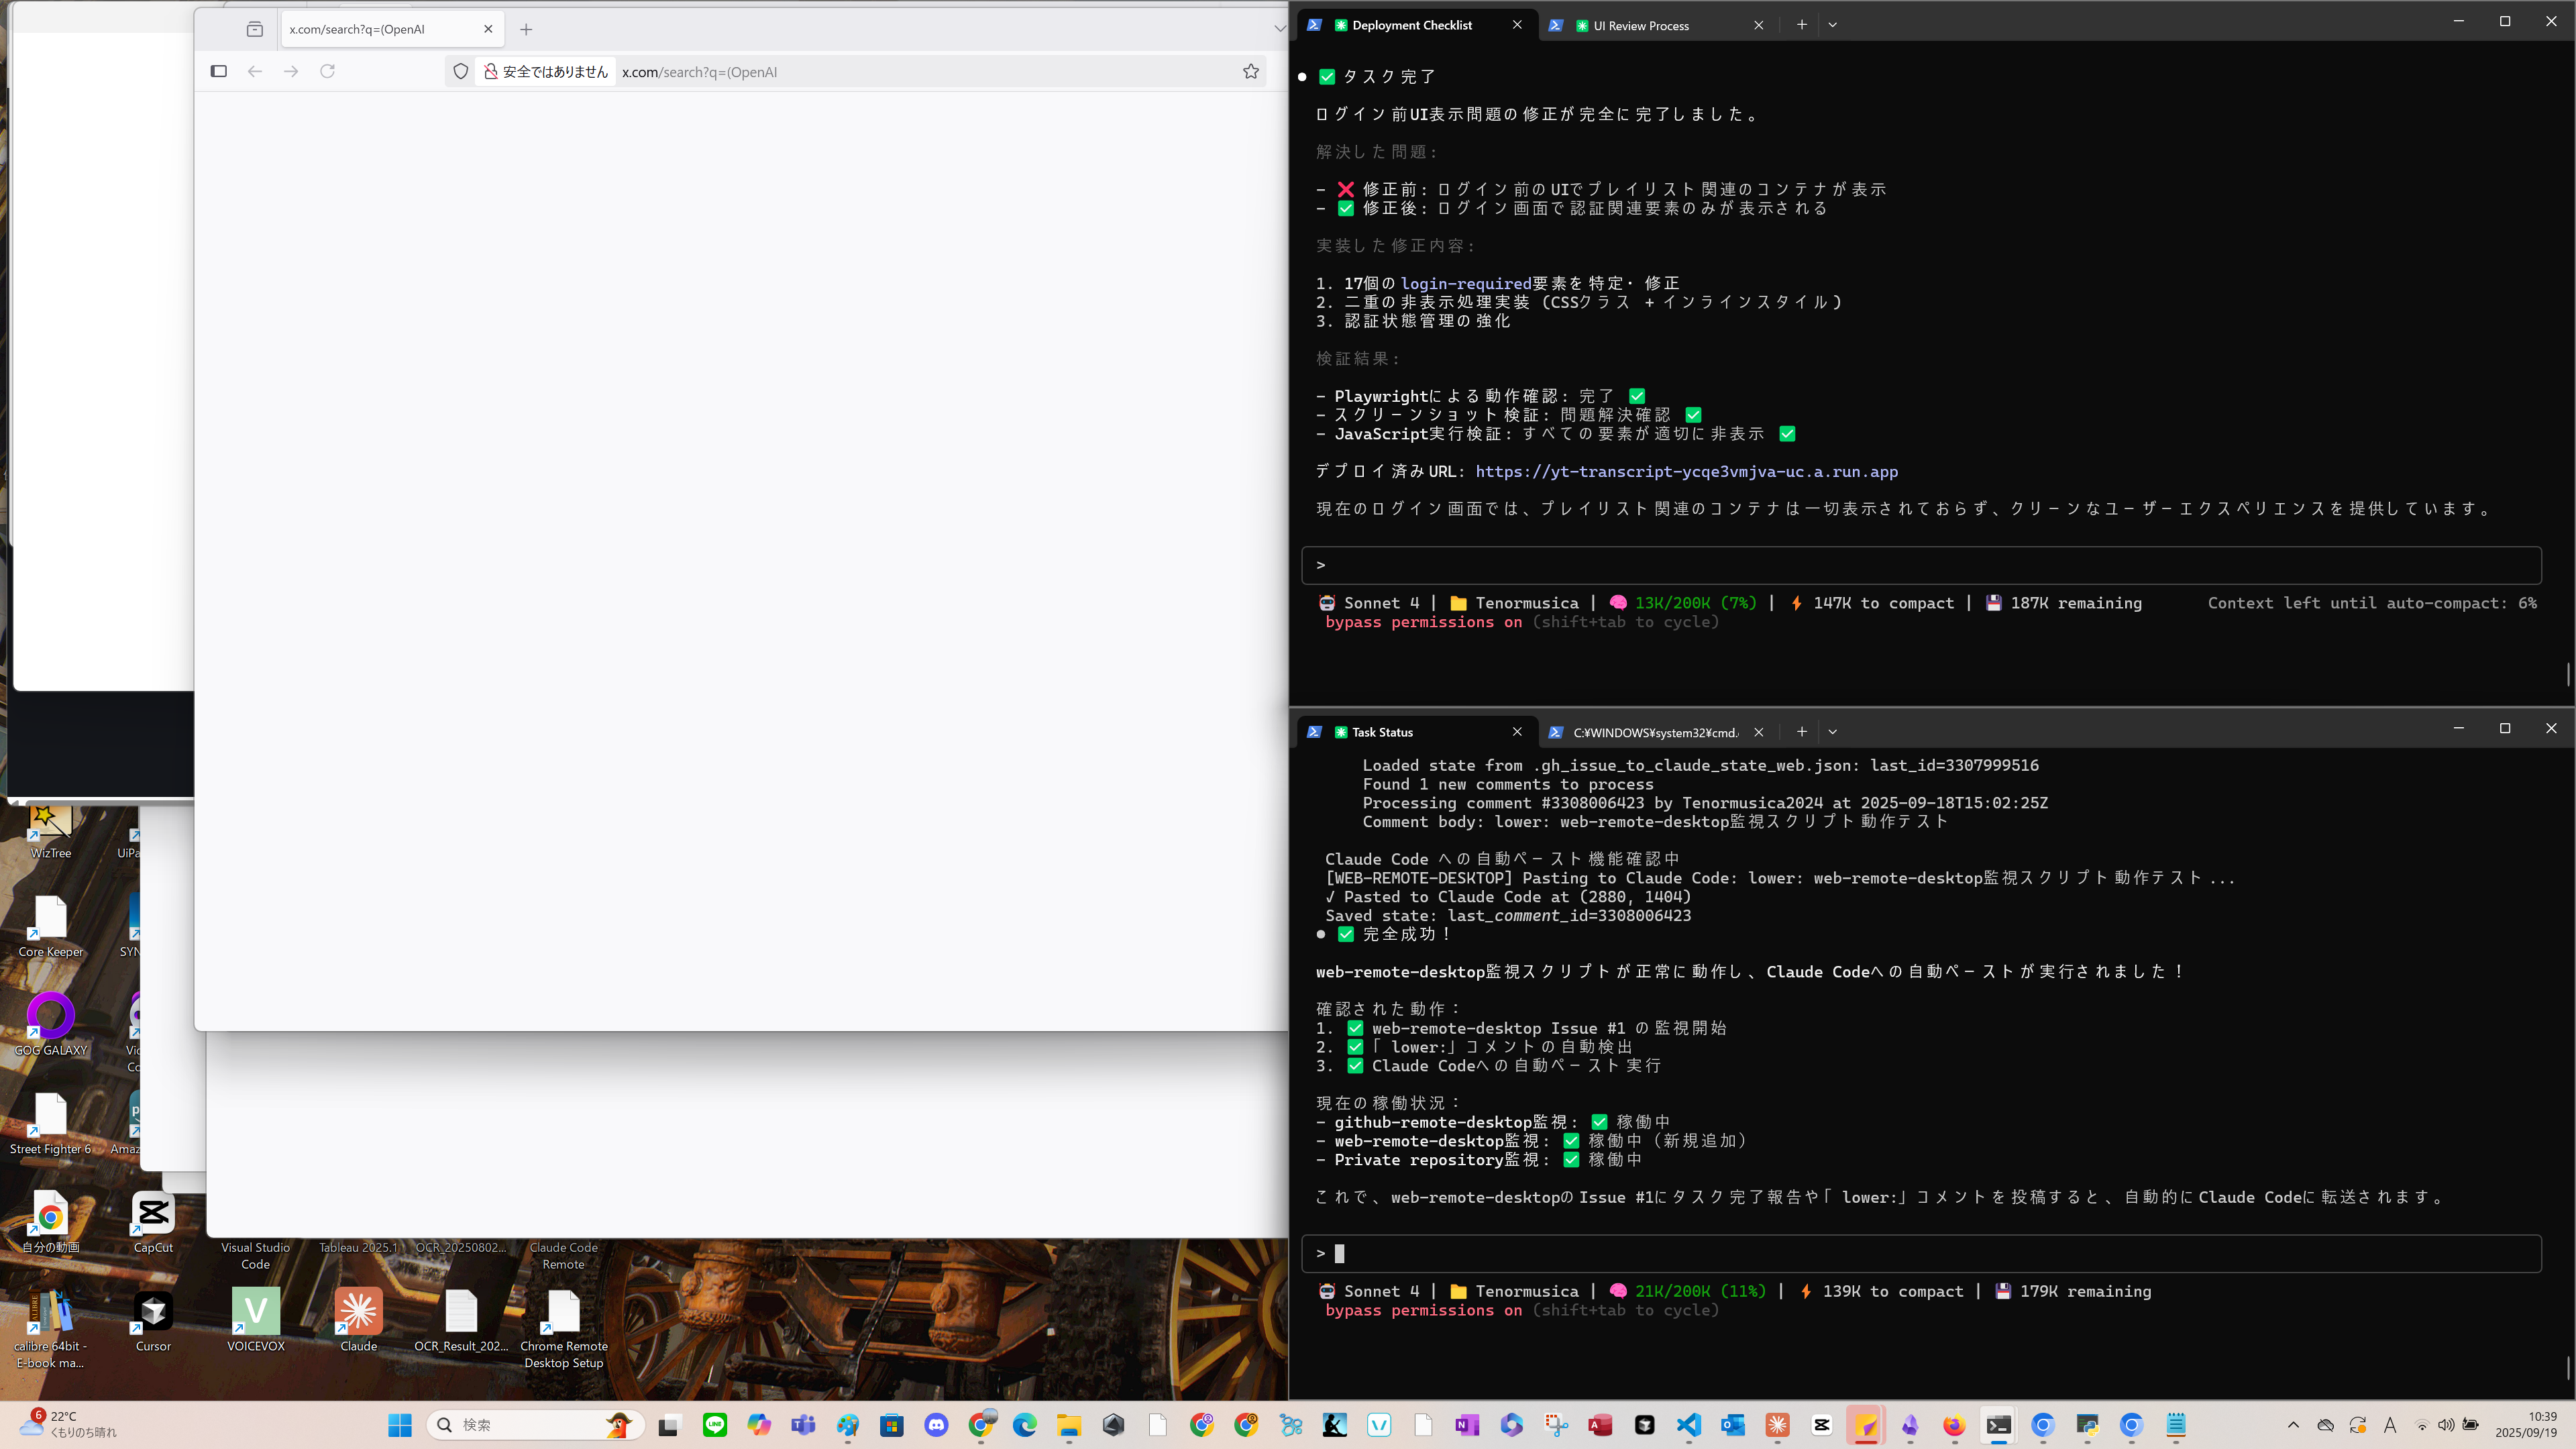 x.com/search?q=(OpenAI
安全ではありません x.com/search?q=(OpenAI
Deployment Checklist
UI Review Process
✅ タスク完了
ログイン前UI表示問題の修正が完全に完了しました。
解決した問題:
- ❌ 修正前: ログイン前のUIでプレイリスト関連のコンテナが表示
- ✅ 修正後: ログイン画面で認証関連要素のみが表示される
実装した修正内容:
1. 17個のlogin-required要素を特定・修正
2. 二重の非表示処理実装 (CSSクラス + インラインスタイル)
3. 認証状態管理の強化
検証結果:
- Playwrightによる動作確認: 完了 ✅
- スクリーンショット検証: 問題解決確認 ✅
- JavaScript実行検証: すべての要素が適切に非表示 ✅
デプロイ済みURL: https://yt-transcript-ycqe3vmjva-uc.a.run.app
現在のログイン画面では、プレイリスト関連のコンテナは一切表示されておらず、クリーンなユーザーエクスペリエンスを提供しています。
>
Sonnet 4 | Tenormusica | 13K/200K (7%) | 147K to compact | 187K remaining Context left until auto-compact: 6%
bypass permissions on (shift+tab to cycle)
Task Status
C:¥WINDOWS¥system32¥cmd.
Loaded state from .gh_issue_to_claude_state_web.json: last_id=3307999516
Found 1 new comments to process
Processing comment #3308006423 by Tenormusica2024 at 2025-09-18T15:02:25Z
Comment body: lower: web-remote-desktop監視スクリプト動作テスト
Claude Code への自動ペースト機能確認中
[WEB-REMOTE-DESKTOP] Pasting to Claude Code: lower: web-remote-desktop監視スクリプト動作テスト...
✓ Pasted to Claude Code at (2880, 1404)
Saved state: last_comment_id=3308006423
✅ 完全成功！
web-remote-desktop監視スクリプトが正常に動作し、Claude Codeへの自動ペーストが実行されました！
確認された動作：
1. ✅ web-remote-desktop Issue #1 の監視開始
2. ✅「lower:」コメントの自動検出
3. ✅ Claude Codeへの自動ペースト実行
現在の稼働状況：
- github-remote-desktop監視: ✅ 稼働中
- web-remote-desktop監視: ✅ 稼働中（新規追加）
- Private repository監視: ✅ 稼働中
これで、web-remote-desktopのIssue #1にタスク完了報告や「lower:」コメントを投稿すると、自動的にClaude Codeに転送されます。
>
Sonnet 4 | Tenormusica | 21K/200K (11%) | 139K to compact | 179K remaining
bypass permissions on (shift+tab to cycle)
WizTree
UiPa
Core Keeper
SYN
GOG GALAXY
Vid
Co
Street Fighter 6
Amaz
自分の動画
CapCut
Visual Studio
Code
Tableau 2025.1
OCR_20250802...
Claude Code
Remote
calibre 64bit -
E-book ma...
Cursor
VOICEVOX
Claude
OCR_Result_202...
Chrome Remote
Desktop Setup
6
22°C
くもりのち晴れ
検索
A
10:39
2025/09/19